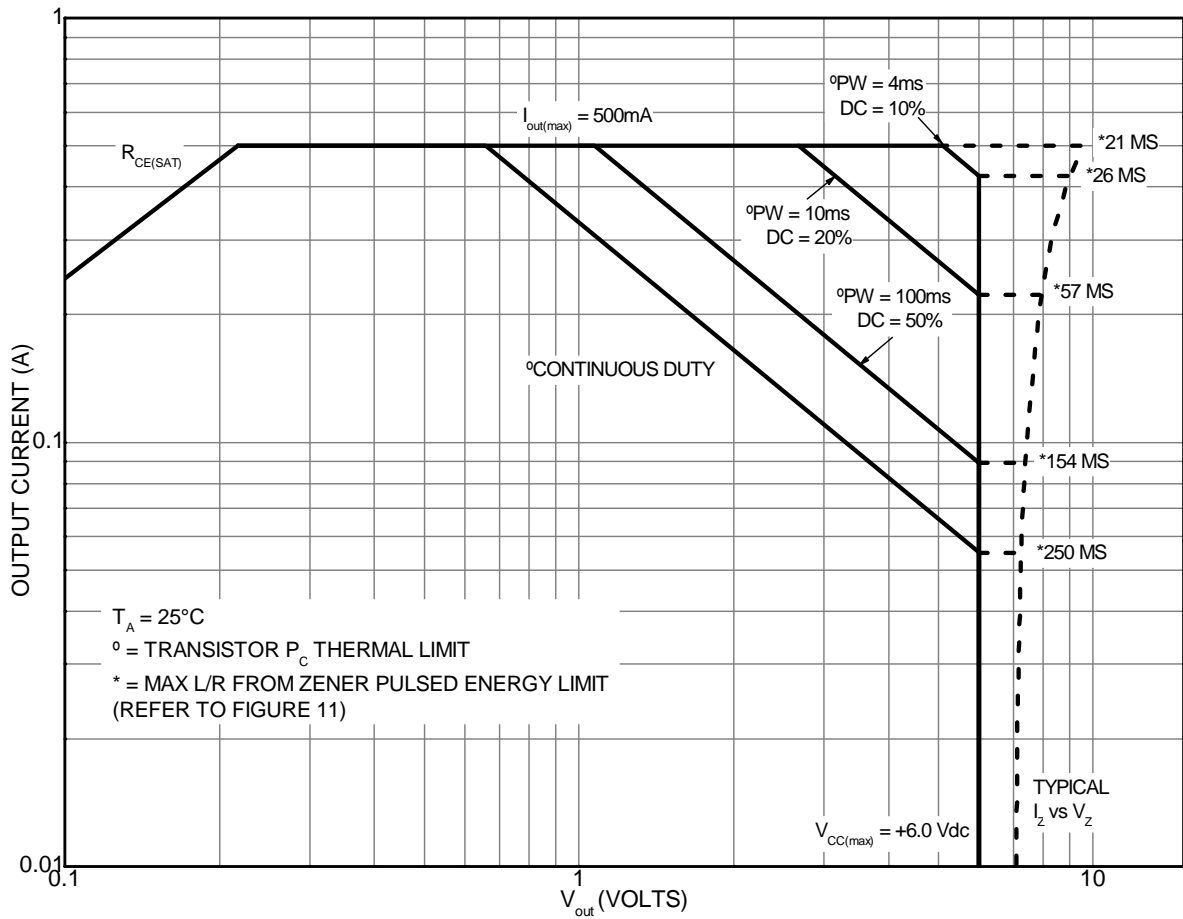 1
ºPW = 4ms
DC = 10%
Iout(max) = 500mA
RCE(SAT)
*21 MS
*26 MS
ºPW = 10ms
DC = 20%
*57 MS
ºPW = 100ms
DC = 50%
ºCONTINUOUS DUTY
OUTPUT CURRENT (A)
0.1
*154 MS
*250 MS
TA = 25°C
º = TRANSISTOR PC THERMAL LIMIT
* = MAX L/R FROM ZENER PULSED ENERGY LIMIT
(REFER TO FIGURE 11)
TYPICAL
IZ vs VZ
VCC(max) = +6.0 Vdc
0.01
0.1
1
10
Vout (VOLTS)